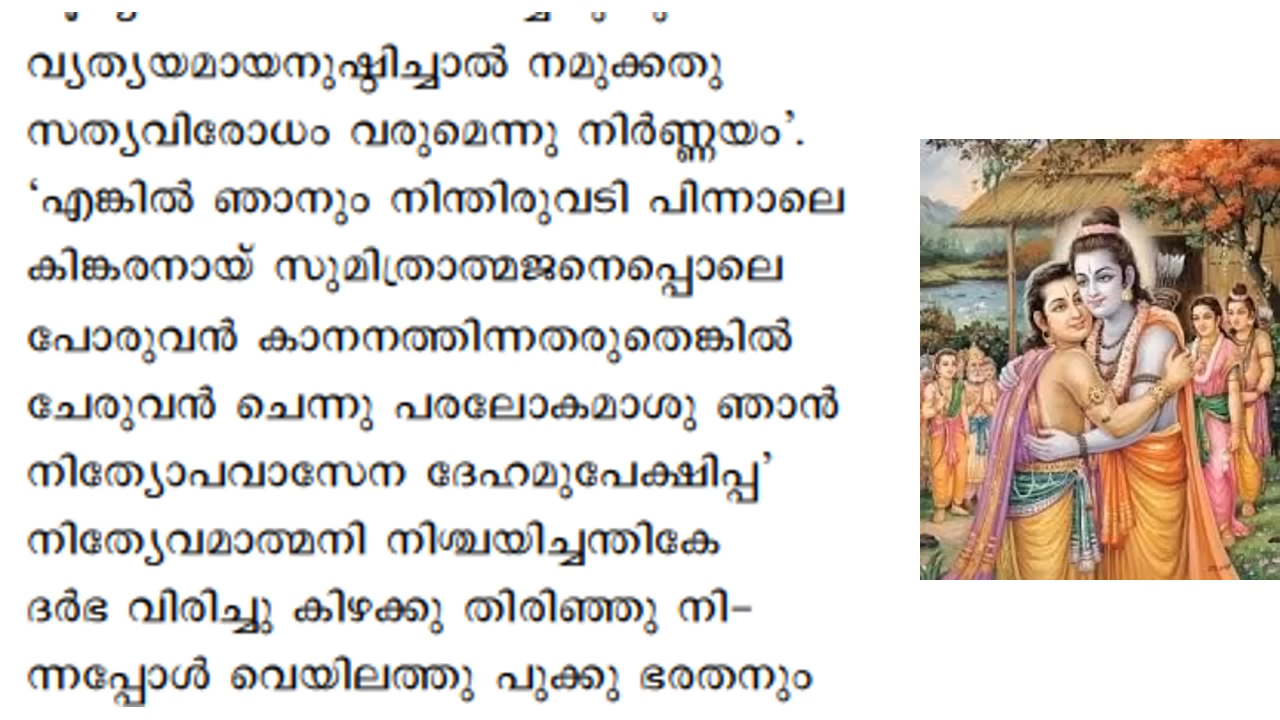 വ്യത്യയമായനുഷ്ഠിച്ചാൽ നമുക്കതു
സത്യവിരോധം വരുമെന്നു നിർണ്ണയം’.
‘എങ്കിൽ ഞാനും നിന്തിരുവടി പിന്നാലെ
കിങ്കരനായ് സുമിത്രാത്മജനെപ്പൊലെ
പോരുവൻ കാനനത്തിന്നതരുതെങ്കിൽ
ചേരുവൻ ചെന്നു പരലോകമാശു ഞാൻ
നിത്യോപവാസേന ദേഹമുപേക്ഷിപ്പ’
നിത്യേവമാത്മനി നിശ്ചയിച്ചന്തികേ
ദർഭ വിരിച്ചു കിഴക്കു തിരിഞ്ഞു നി–
ന്നപ്പോൾ വെയിലത്തു പുക്കു ഭരതനും